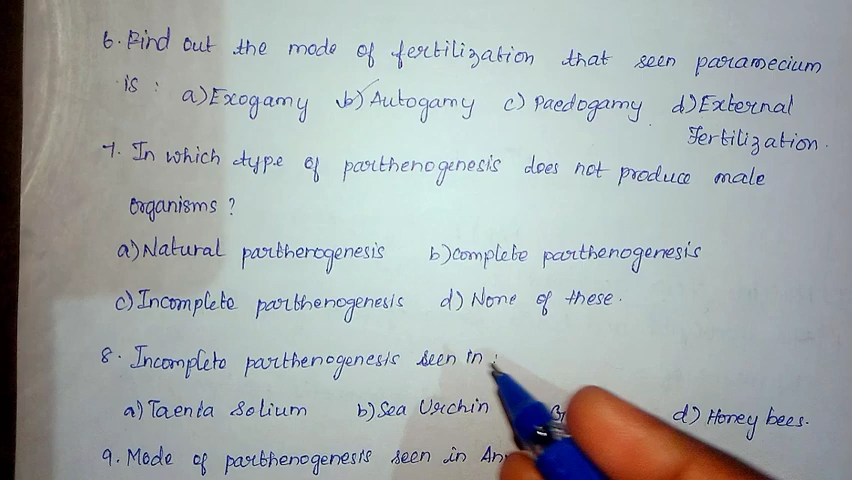 6. Find out the mode of fertilization that seen paramecium
is : a) Exogamy b) Autogamy c) Paedogamy d) External
Fertilization.
7. In which type of parthenogenesis does not produce male
organisms ?
a) Natural parthenogenesis b) complete parthenogenesis
c) Incomplete parthenogenesis d) None of these.
8. Incomplete parthenogenesis seen in :
a) Taenia Solium b) Sea Urchin d) Honey bees.
9. Mode of parthenogenesis seen in